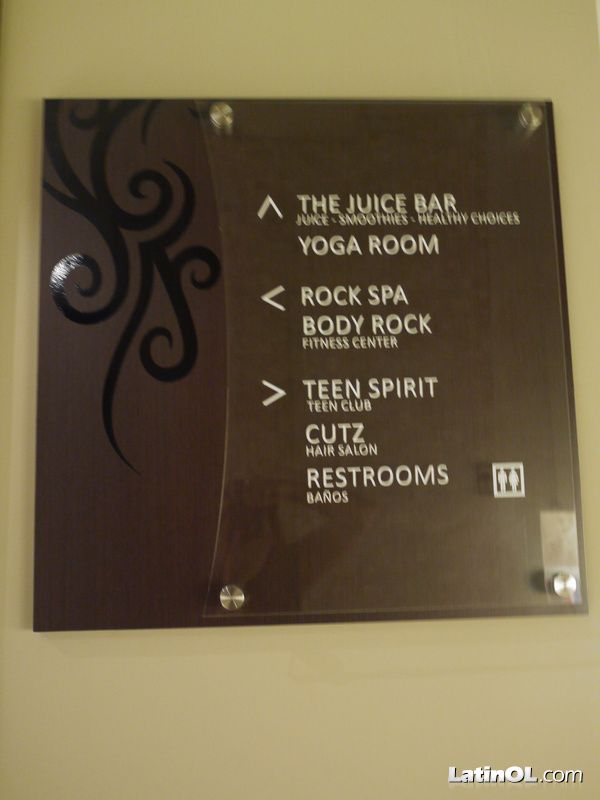 THE JUICE BAR
JUICE - SMOOTHIES - HEALTHY CHOICES
YOGA ROOM
ROCK SPA
BODY ROCK
FITNESS CENTER
TEEN SPIRIT
TEEN CLUB
CUTZ
HAIR SALON
RESTROOMS
BAÑOS
LatinOL.com